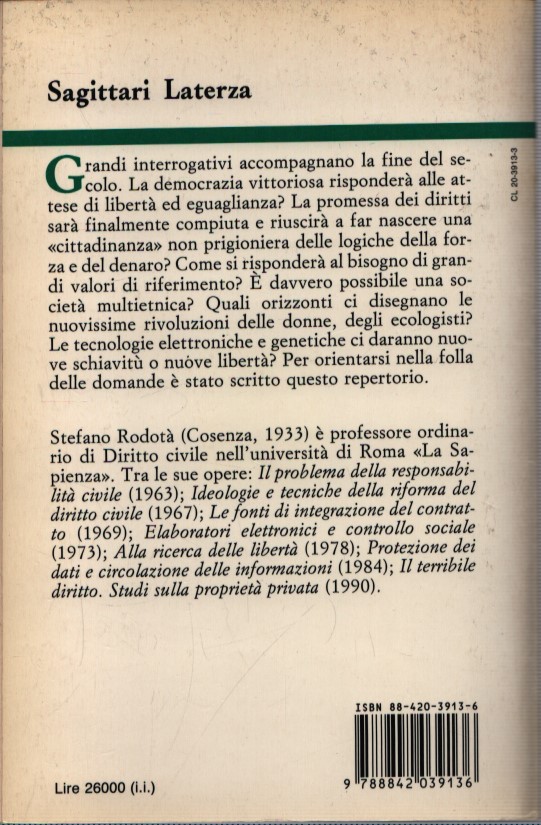 Sagittari Laterza
CL 20-3913-3
Grandi interrogativi accompagnano la fine del se-
colo. La democrazia vittoriosa risponderà alle at-
tese di libertà ed eguaglianza? La promessa dei diritti
sarà finalmente compiuta e riuscirà a far nascere una
«cittadinanza» non prigioniera delle logiche della for-
za e del denaro? Come si risponderà al bisogno di gran-
di valori di riferimento? È davvero possibile una so-
cietà multietnica? Quali orizzonti ci disegnano le
nuovissime rivoluzioni delle donne, degli ecologisti?
Le tecnologie elettroniche e genetiche ci daranno nuo-
ve schiavitù o nuove libertà? Per orientarsi nella folla
delle domande è stato scritto questo repertorio.
Stefano Rodotà (Cosenza, 1933) è professore ordina-
rio di Diritto civile nell'università di Roma «La Sa-
pienza». Tra le sue opere: Il problema della responsabi-
lità civile (1963); Ideologie e tecniche della riforma del
diritto civile (1967); Le fonti di integrazione del contrat-
to (1969); Elaboratori elettronici e controllo sociale
(1973); Alla ricerca delle libertà (1978); Protezione dei
dati e circolazione delle informazioni (1984); Il terribile
diritto. Studi sulla proprietà privata (1990).
ISBN 88-420-3913-6
9 788842 039136
Lire 26000 (i.i.)